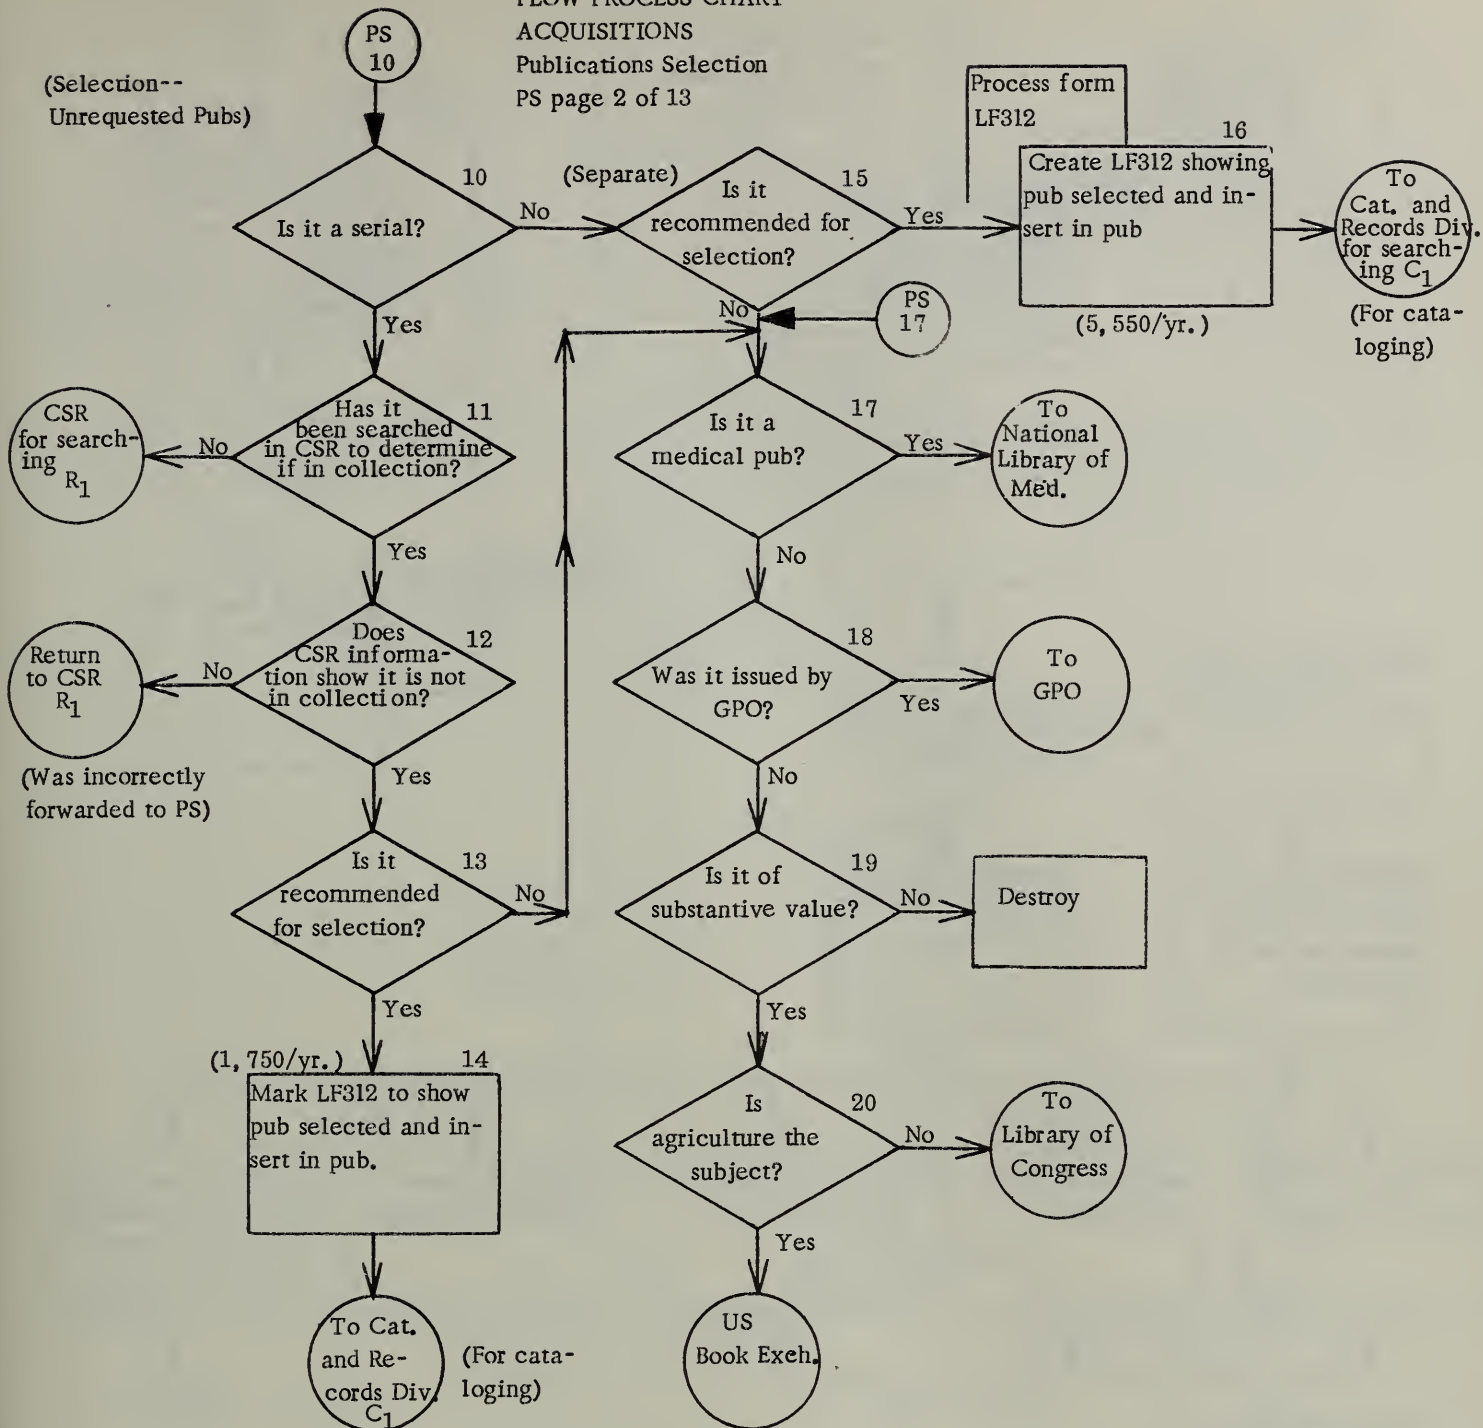 FLOW PROCESS CHART
ACQUISITIONS
Publications Selection
PS page 2 of 13
PS
10
(Selection--
Unrequested Pubs)
10
Is it a serial?
No
Yes
(Separate)
15
Is it
recommended for
selection?
Yes
No
Process form
LF312
16
Create LF312 showing
pub selected and in-
sert in pub
(5, 550/yr.)
To
Cat. and
Records Div.
for search-
ing C1
(For cata-
loging)
PS
17
11
Has it
been searched
in CSR to determine
if in collection?
No
Yes
CSR
for search-
ing
R1
17
Is it a
medical pub?
Yes
No
To
National
Library of
Med.
12
Does
CSR informa-
tion show it is not
in collection?
No
Yes
Return
to CSR
R1
(Was incorrectly
forwarded to PS)
18
Was it issued by
GPO?
Yes
No
To
GPO
13
Is it
recommended
for selection?
No
Yes
19
Is it of
substantive value?
No
Yes
Destroy
(1, 750/yr.)
14
Mark LF312 to show
pub selected and in-
sert in pub.
20
Is
agriculture the
subject?
No
Yes
To
Library of
Congress
To Cat.
and Re-
cords Div.
C1
(For cata-
loging)
US
Book Exeh.